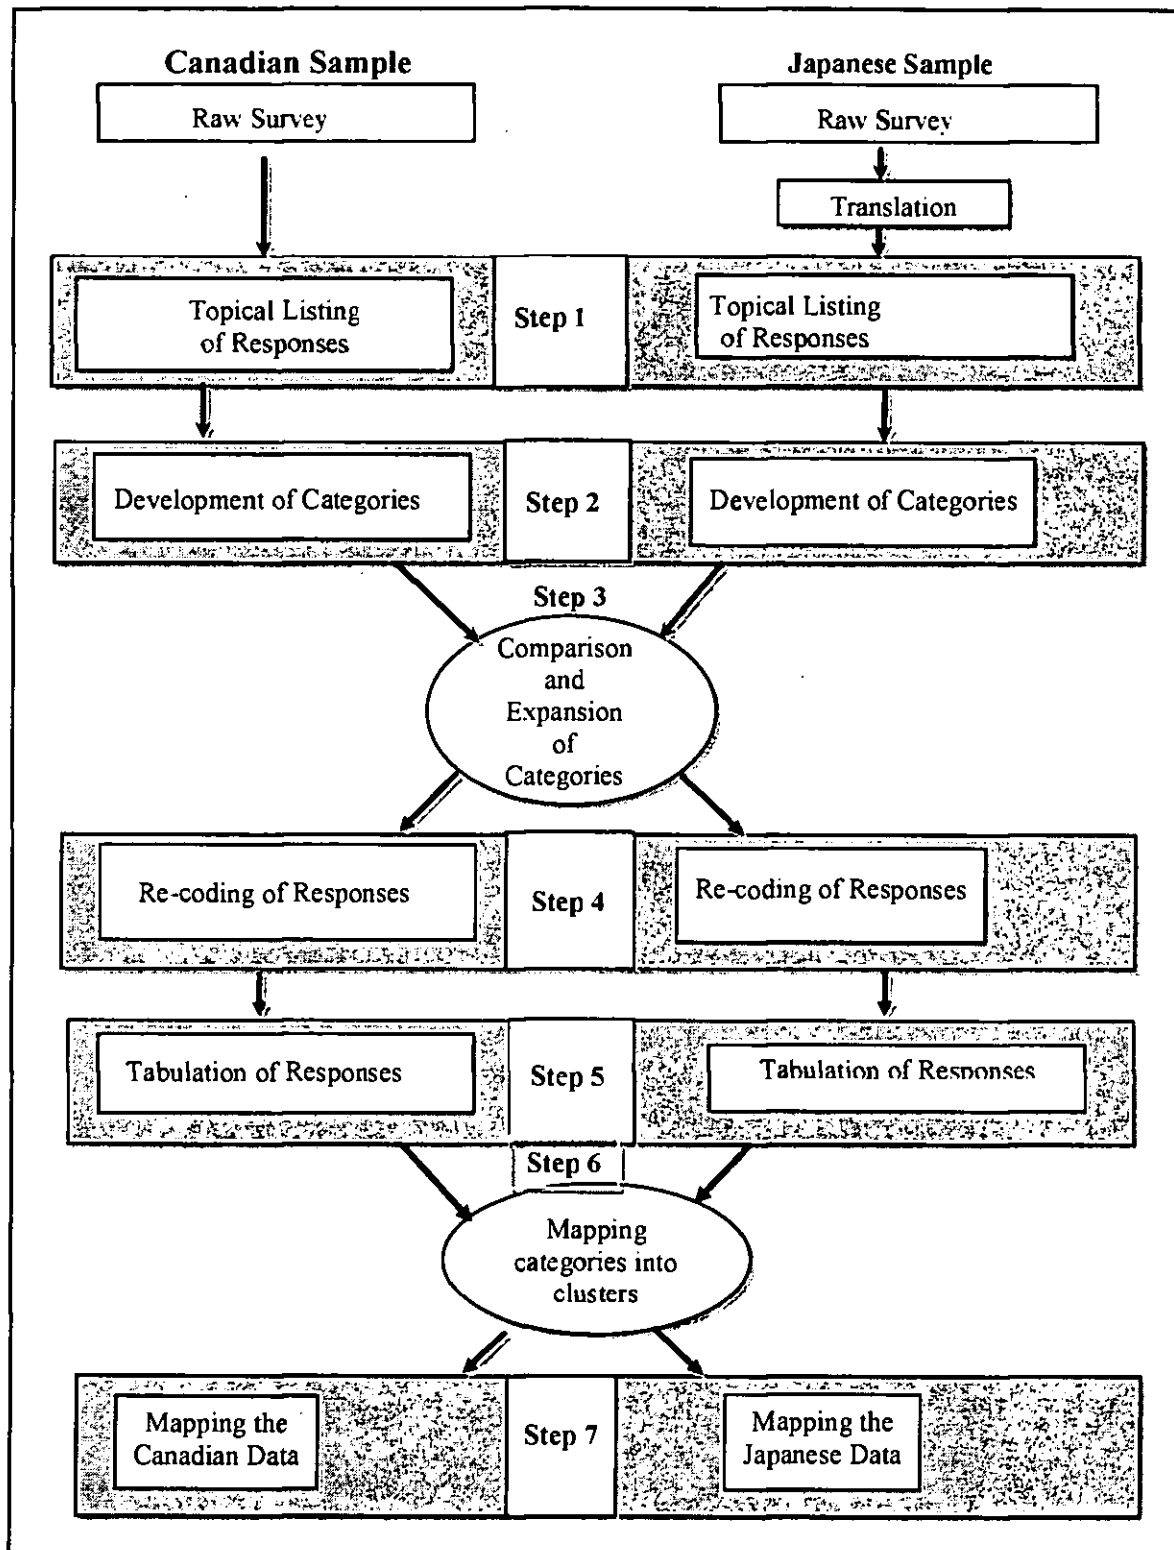 Canadian Sample
Japanese Sample
Raw Survey
Raw Survey
Translation
Topical Listing
of Responses
Step 1
Topical Listing
of Responses
Development of Categories
Step 2
Development of Categories
Step 3
Comparison
and
Expansion
of
Categories
Re-coding of Responses
Step 4
Re-coding of Responses
Tabulation of Responses
Step 5
Tabulation of Responses
Step 6
Mapping
categories into
clusters
Mapping the
Canadian Data
Step 7
Mapping the
Japanese Data